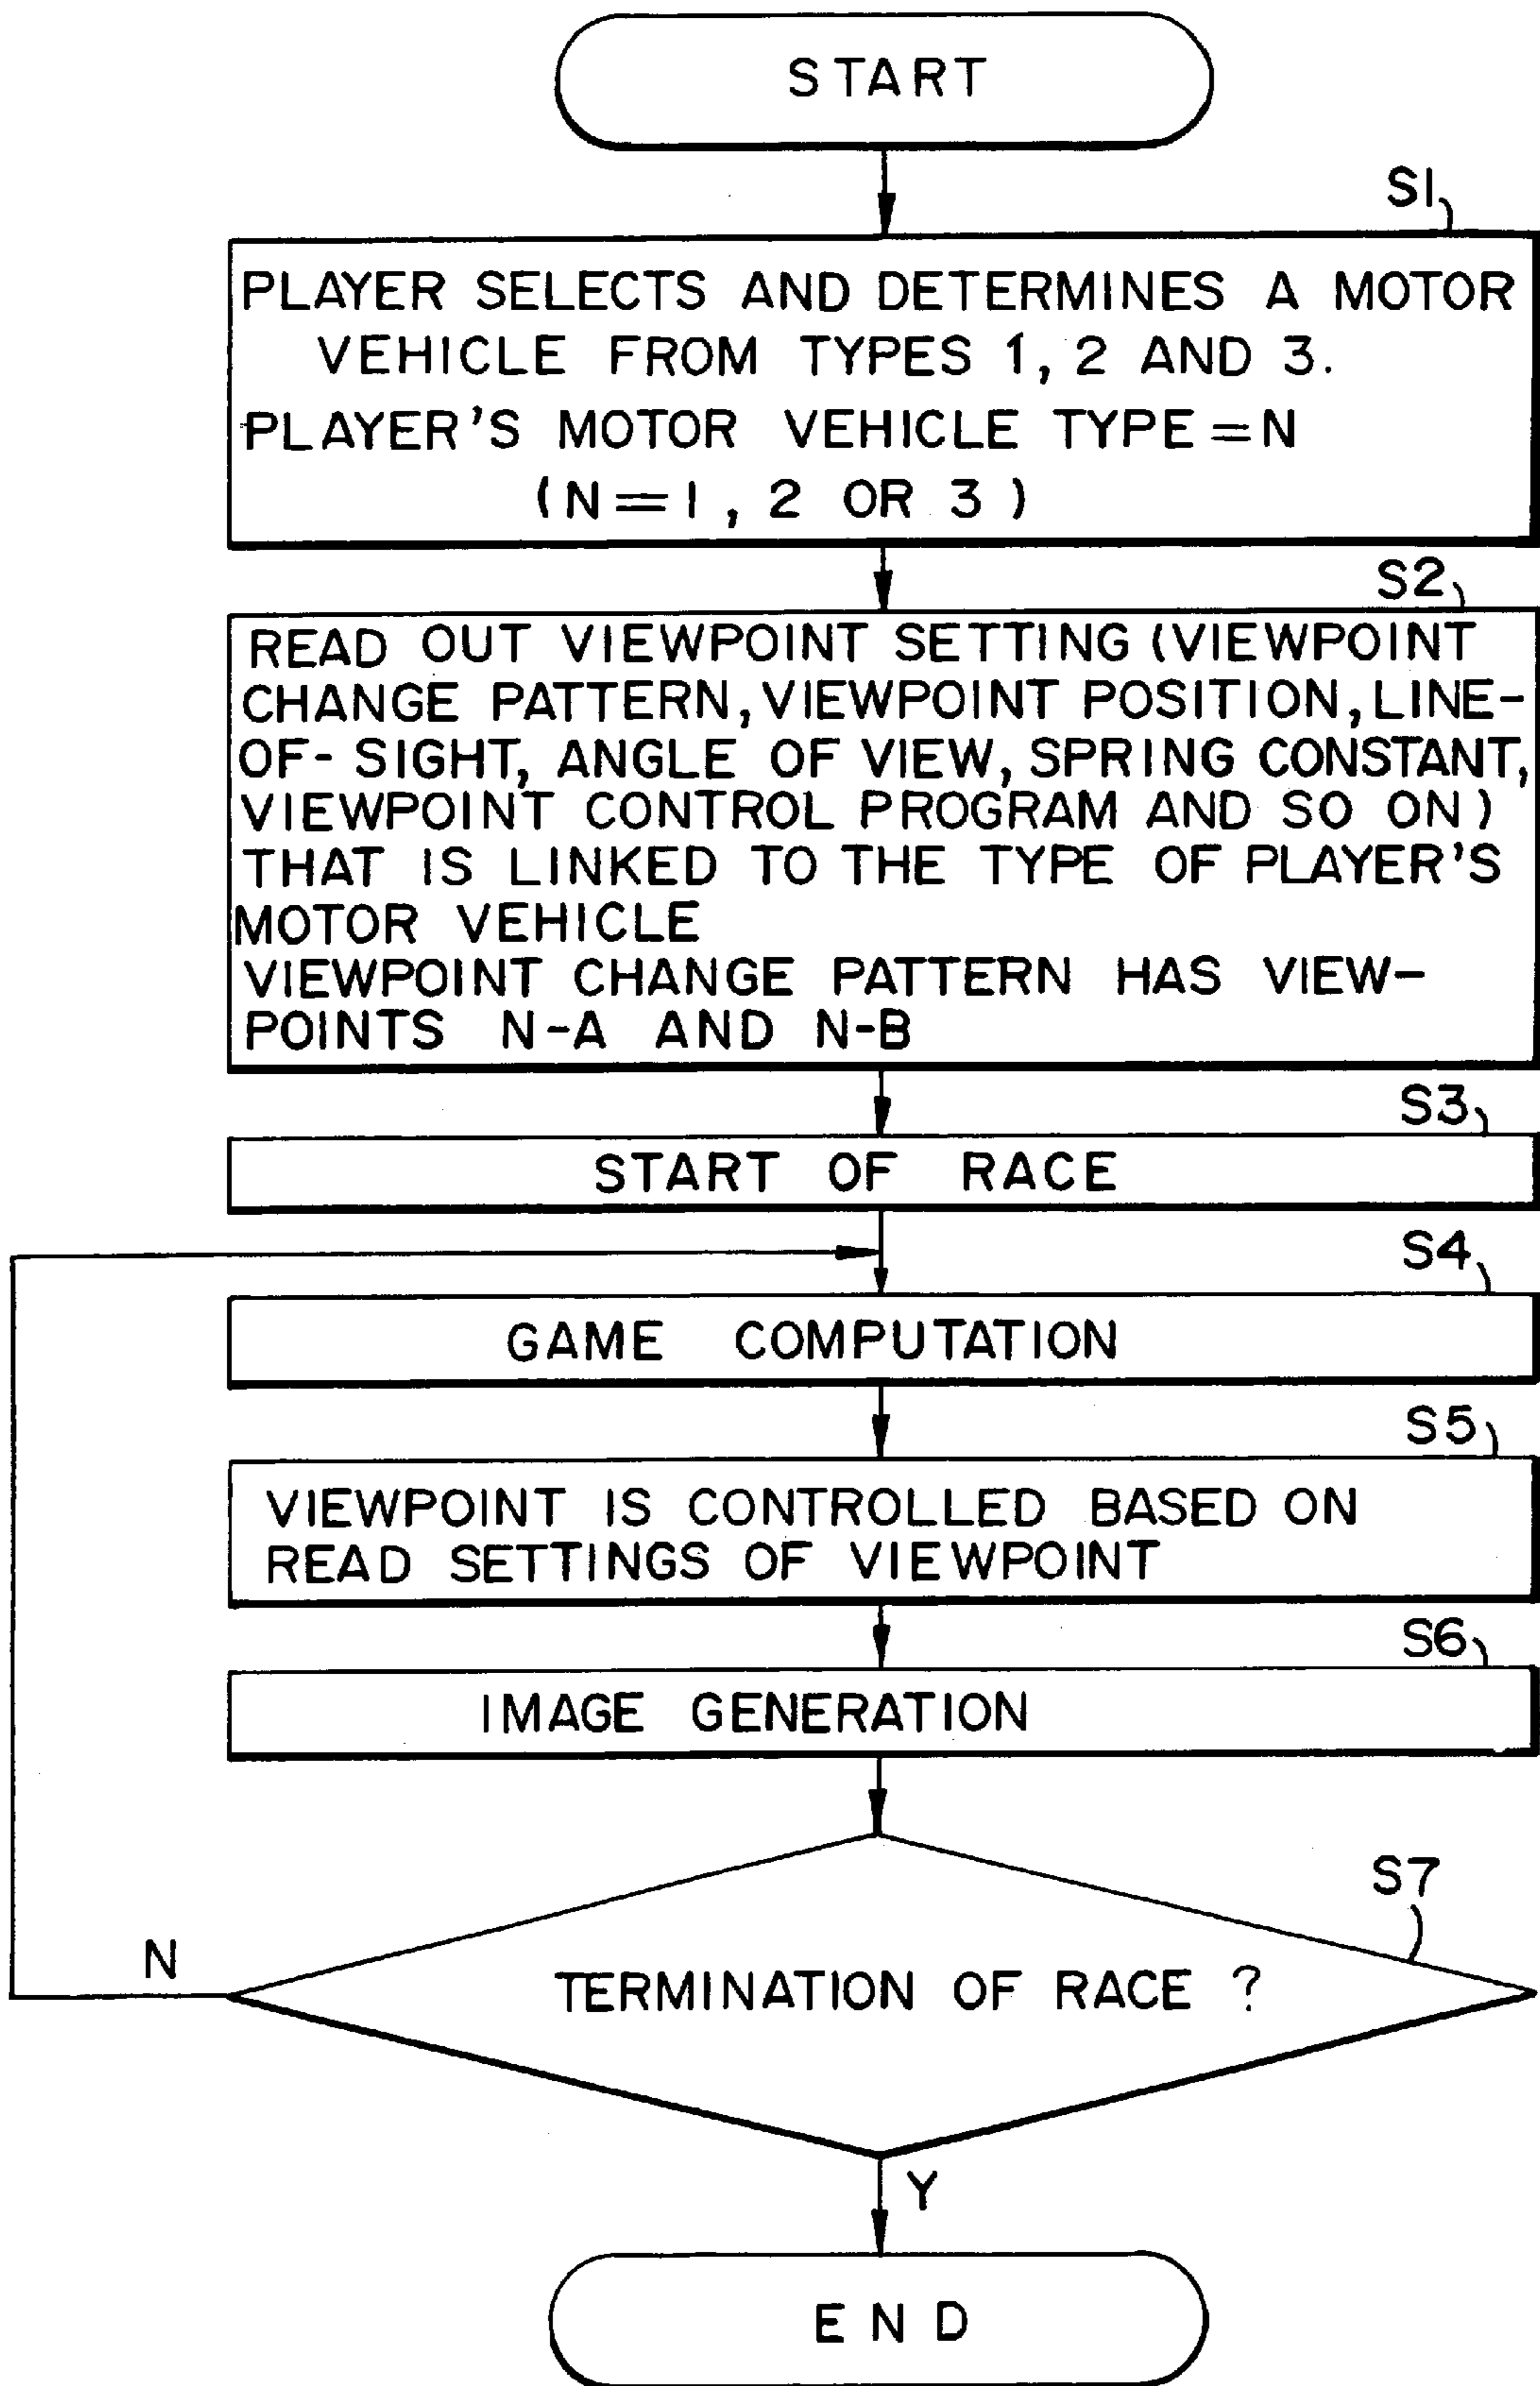 START
S1
PLAYER SELECTS AND DETERMINES A MOTOR
VEHICLE FROM TYPES 1, 2 AND 3.
PLAYER'S MOTOR VEHICLE TYPE=N
(N=1, 2 OR 3)
S2
READ OUT VIEWPOINT SETTING (VIEWPOINT
CHANGE PATTERN, VIEWPOINT POSITION, LINE-
OF-SIGHT, ANGLE OF VIEW, SPRING CONSTANT,
VIEWPOINT CONTROL PROGRAM AND SO ON)
THAT IS LINKED TO THE TYPE OF PLAYER'S
MOTOR VEHICLE
VIEWPOINT CHANGE PATTERN HAS VIEW-
POINTS N-A AND N-B
S3
START OF RACE
S4
GAME COMPUTATION
S5
VIEWPOINT IS CONTROLLED BASED ON
READ SETTINGS OF VIEWPOINT
S6
IMAGE GENERATION
S7
N
TERMINATION OF RACE ?
Y
END